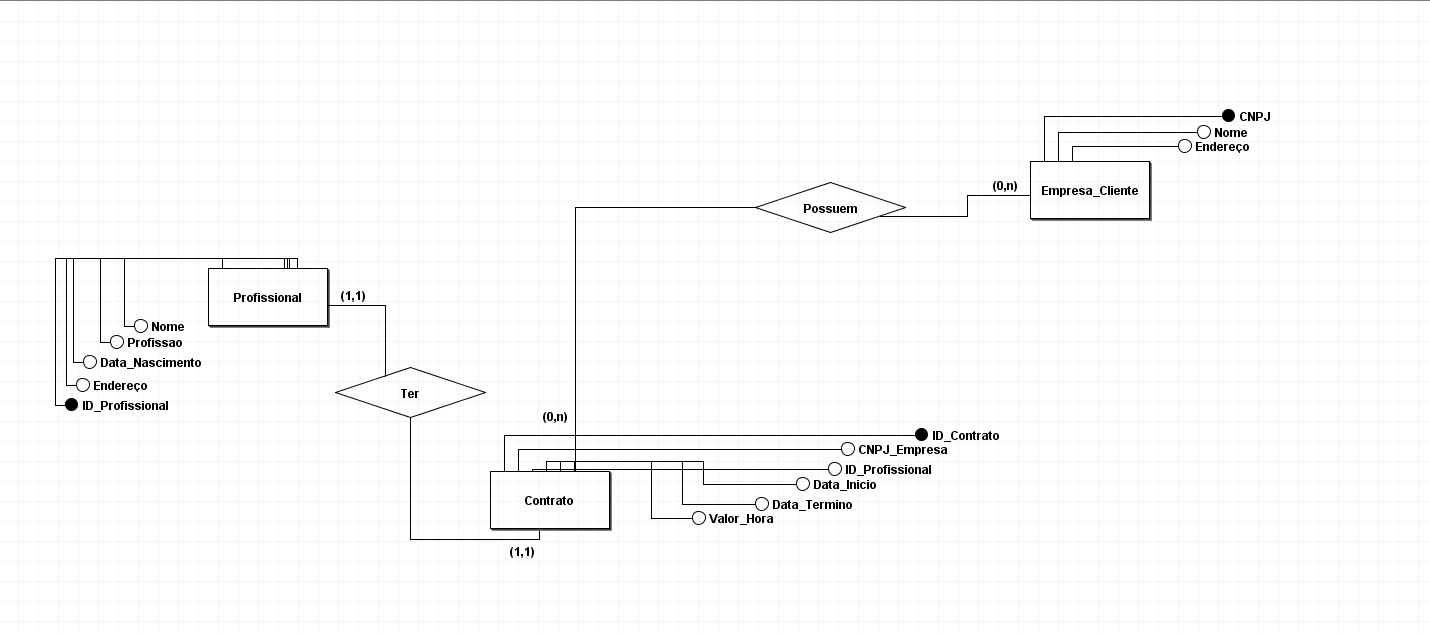 CNPJ
Nome
Endereço
(0,n)
Empresa_Cliente
Possuem
Profissional
(1,1)
Nome
Profissao
Data_Nascimento
Endereço
ID_Profissional
Ter
(0,n)
ID_Contrato
CNPJ_Empresa
ID_Profissional
Data_Inicio
Data_Termino
Valor_Hora
Contrato
(1,1)